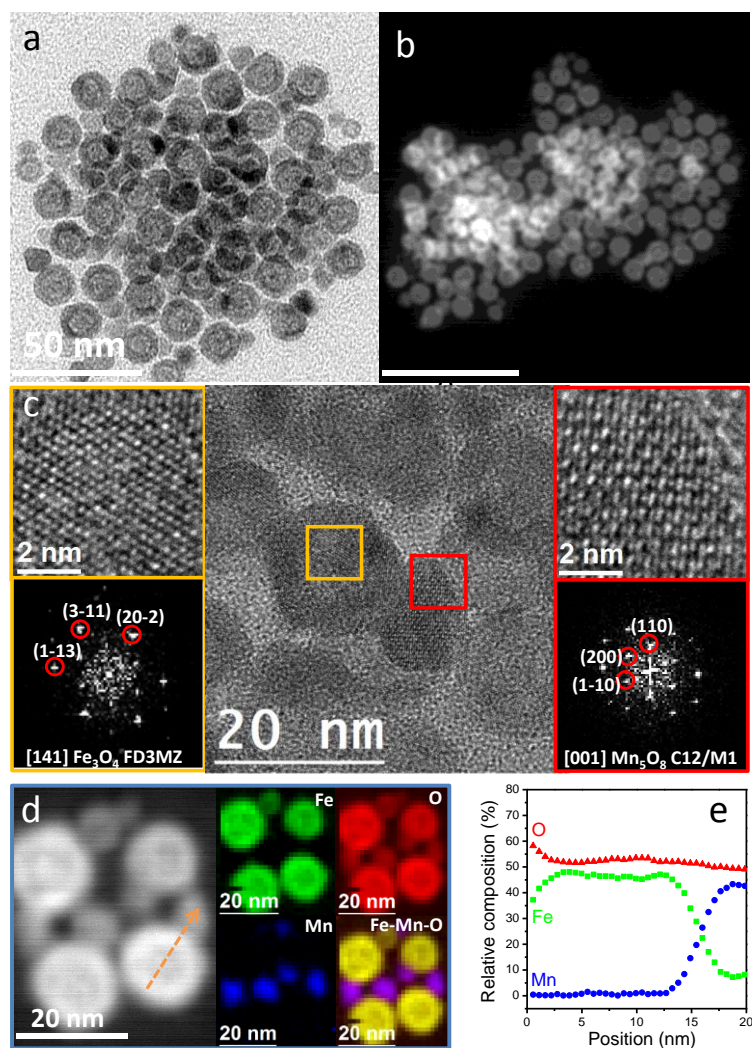 a
b
50 nm
c
2 nm
2 nm
(3-11)
(20-2)
(1-13)
(110)
(200)
(1-10)
20 nm
[141] Fe₃O₄ FD3MZ
[001] Mn₅O₈ C12/M1
d
Fe
O
20 nm
20 nm
Mn
Fe-Mn-O
20 nm
20 nm
20 nm
e
Relative composition (%)
80
70
60
50
40
30
20
10
0
O
Fe
Mn
0
5
10
15
20
Position (nm)